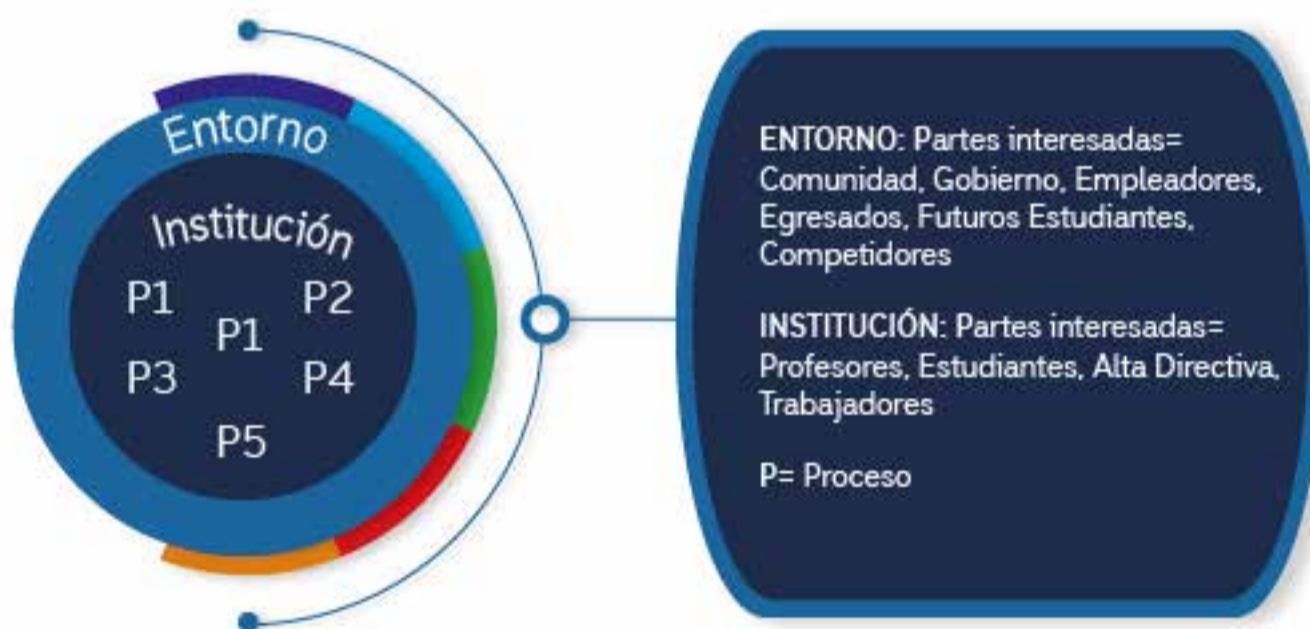 Entorno
Institución
P1 P2
P1
P3 P4
P5
ENTORNO: Partes interesadas=
Comunidad, Gobierno, Empleadores,
Egresados, Futuros Estudiantes,
Competidores
INSTITUCIÓN: Partes interesadas=
Profesores, Estudiantes, Alta Directiva,
Trabajadores
P= Proceso